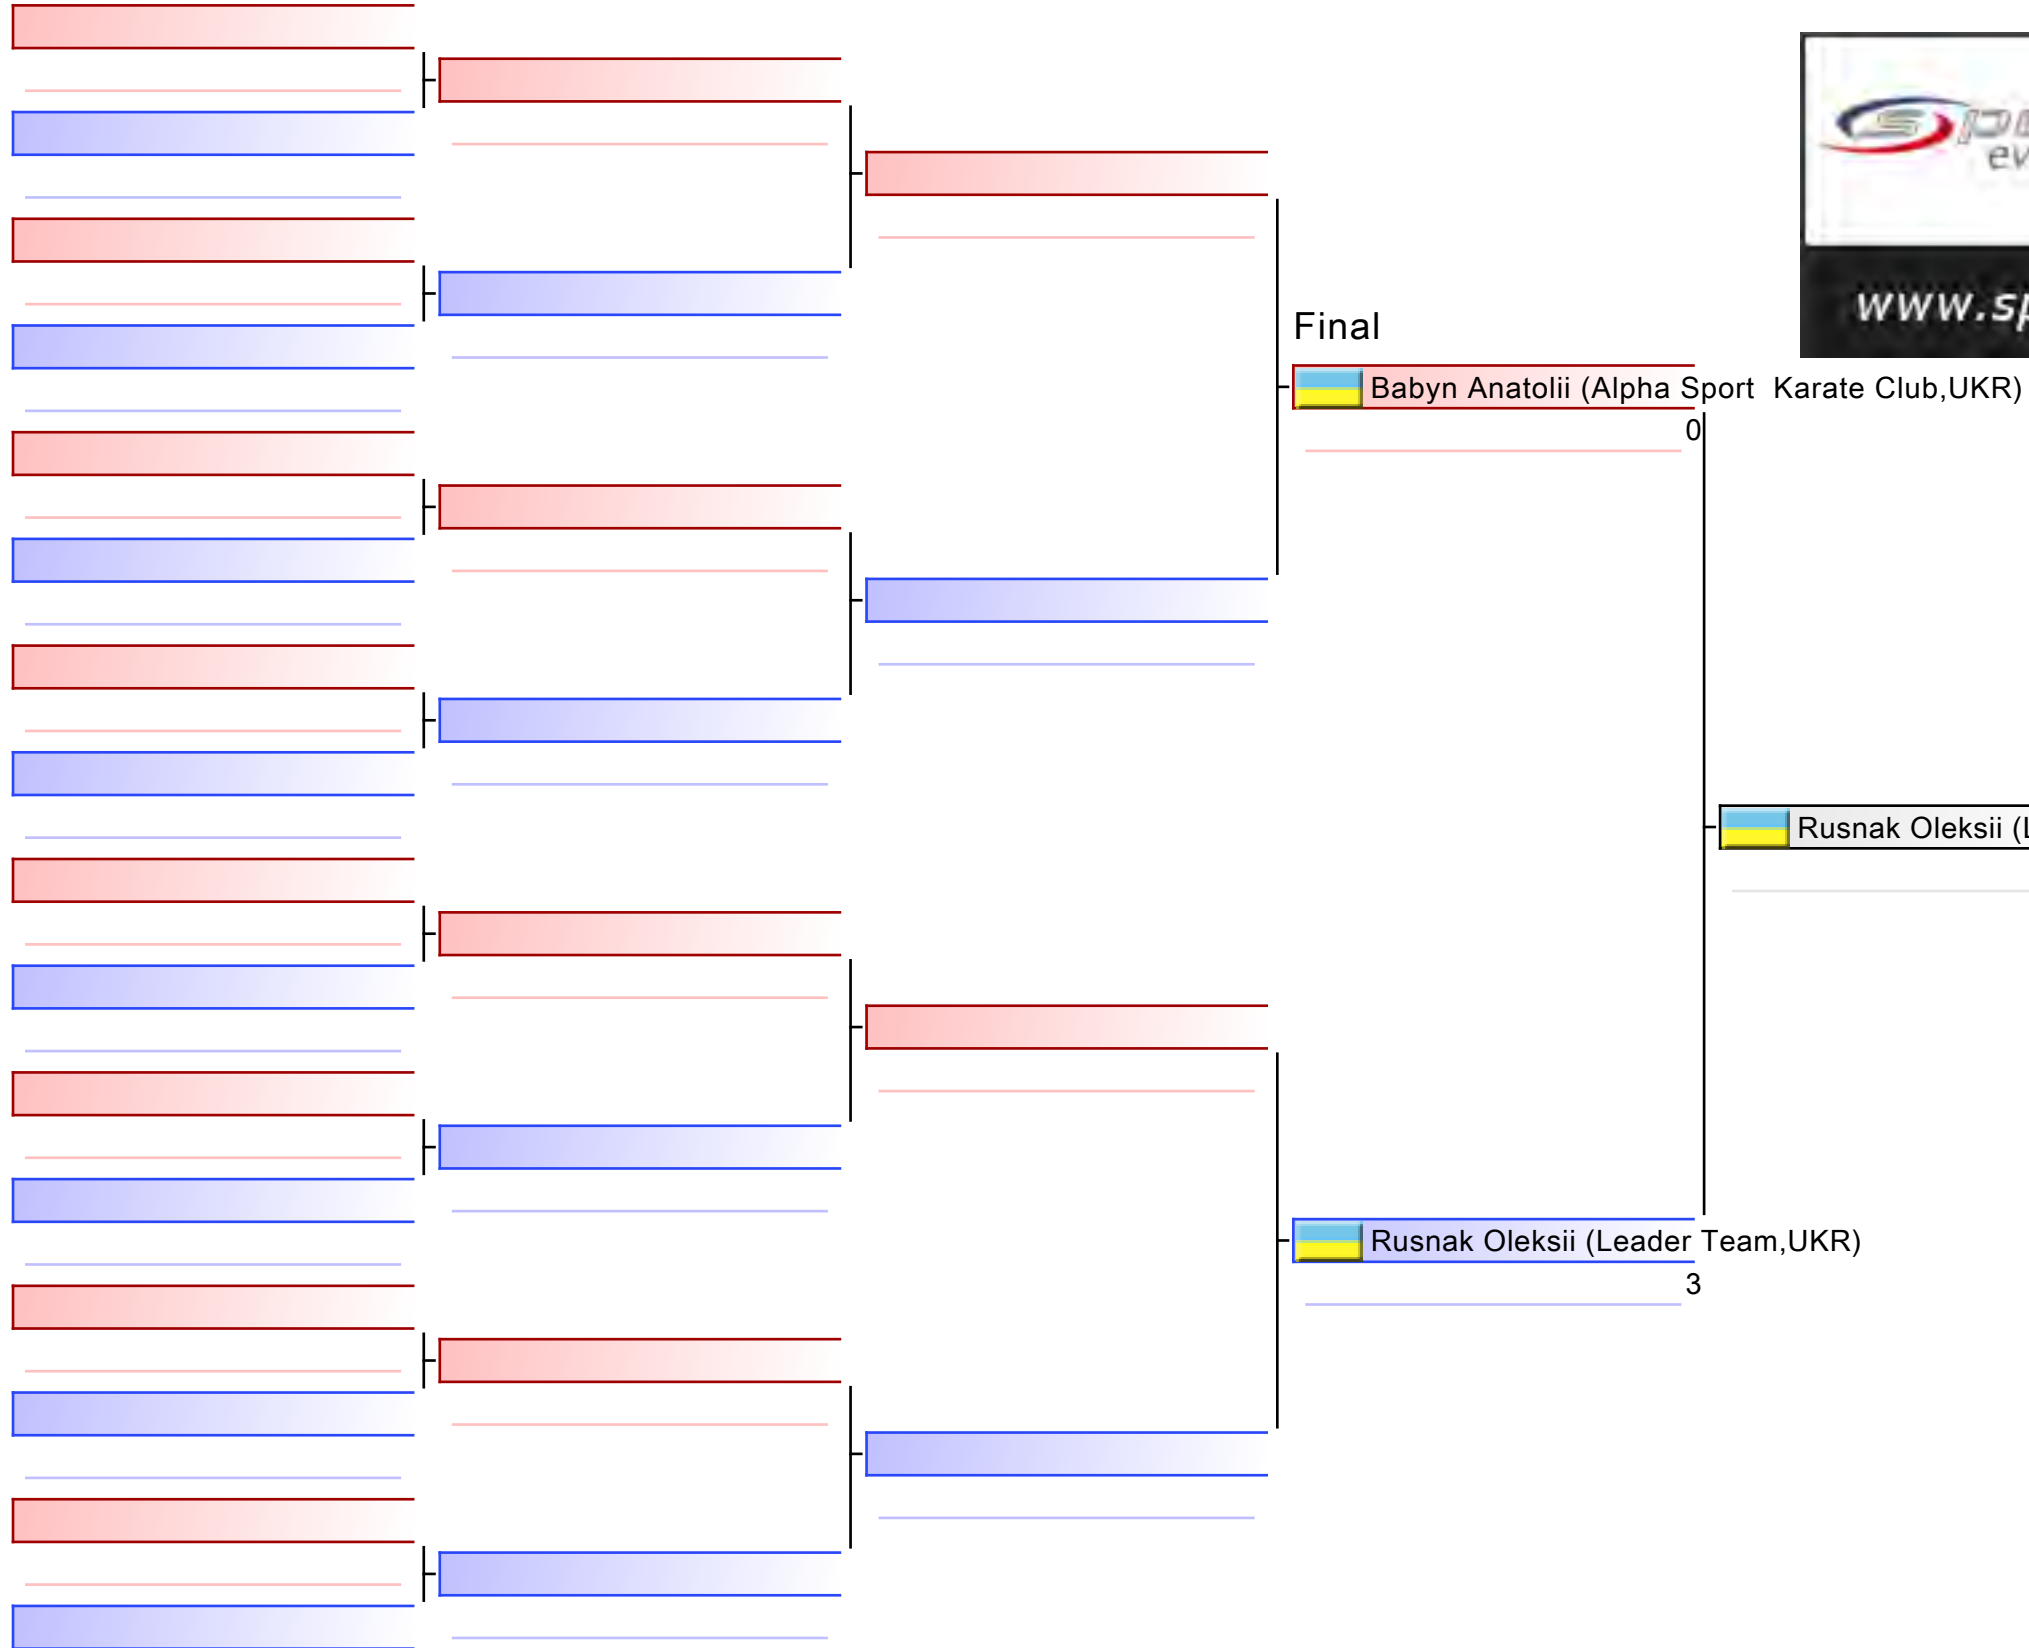 Final
Babyn Anatolii (Alpha Sport  Karate Club,UKR)
0
Rusnak Oleksii (L
Rusnak Oleksii (Leader Team,UKR)
3